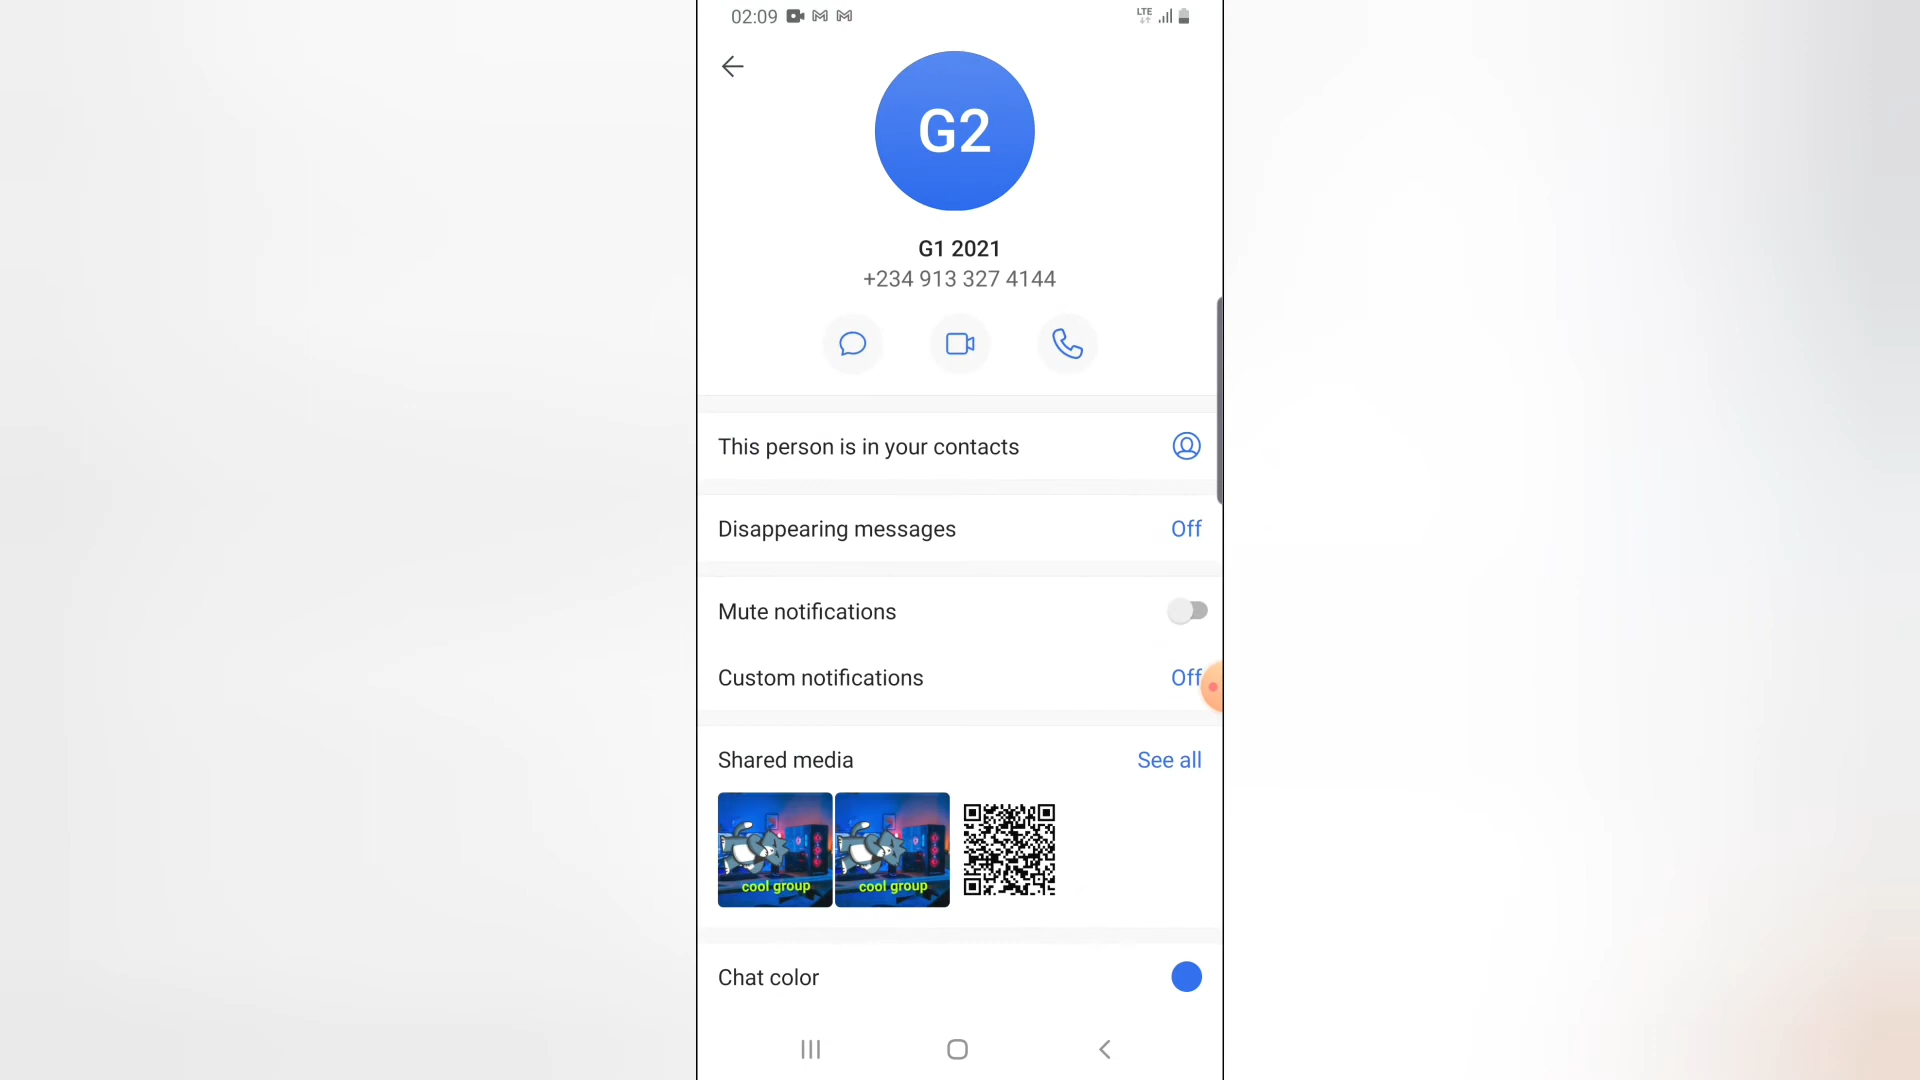 02:09
LTE
G2
G1 2021
+234 913 327 4144
This person is in your contacts
Disappearing messages Off
Mute notifications
Custom notifications Off
Shared media See all
cool group cool group
Chat color